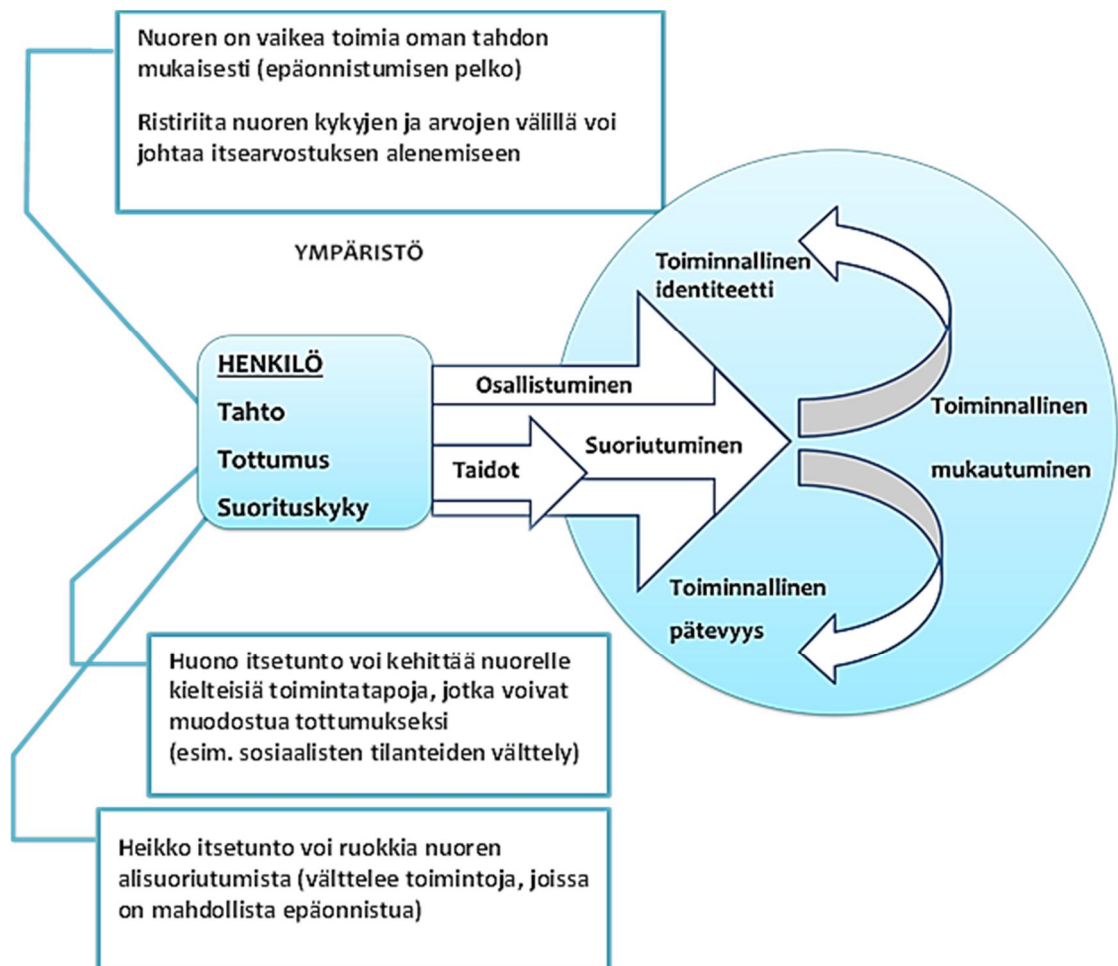 Nuoren on vaikea toimia oman tahdon
mukaisesti (epäonnistumisen pelko)
Ristiriita nuoren kykyjen ja arvojen välillä voi
johtaa itsearvostuksen alenemiseen
YMPÄRISTÖ
HENKILÖ
Tahto
Tottumus
Suorituskyky
Osallistuminen
Taidot
Suoriutuminen
Toiminnallinen
identiteetti
Toiminnallinen
mukautuminen
Toiminnallinen
pätevyys
Huono itsetunto voi kehittää nuorelle
kielteisiä toimintatapoja, jotka voivat
muodostua tottumukseksi
(esim. sosiaalisten tilanteiden välttely)
Heikko itsetunto voi ruokkia nuoren
alisuoriutumista (välttelee toimintoja, joissa
on mahdollista epäonnistua)